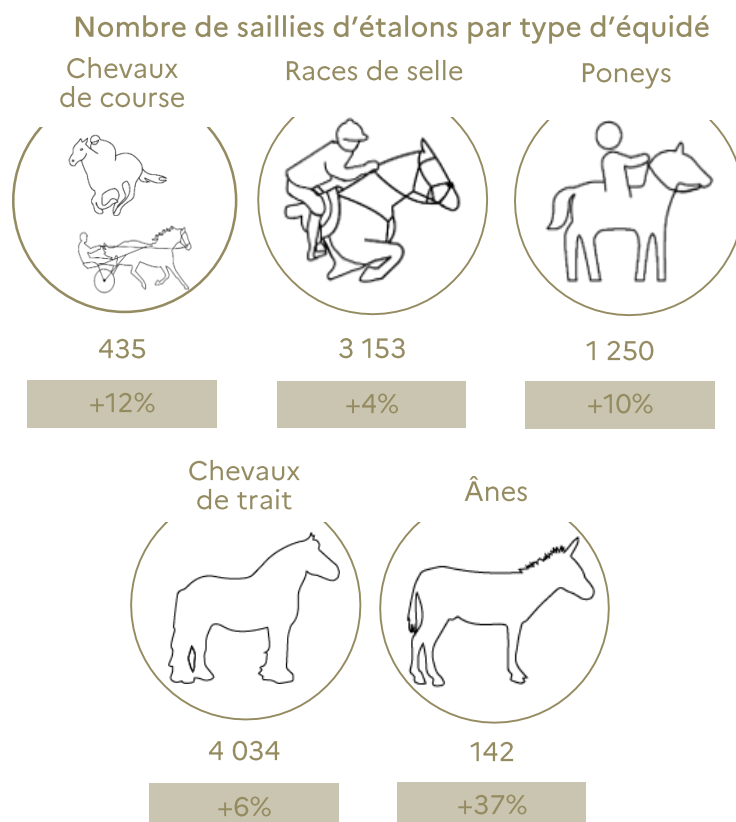 Nombre de saillies d'étalons par type d'équidé
Chevaux
de course
Races de selle
Poneys
435
3 153
1 250
+12%
+4%
+10%
Chevaux
de trait
Ânes
4 034
142
+6%
+37%